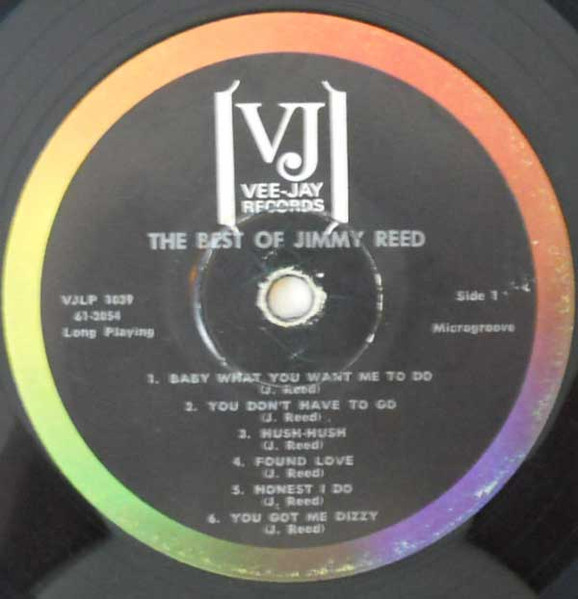 VJ
VEE-JAY
RECORDS
THE BEST OF JIMMY REED
VJLP 1039
61-3054
Long Playing
Side 1
Microgroove
1. BABY WHAT YOU WANT ME TO DO
(J. Reed)
2. YOU DON'T HAVE TO GO
(J. Reed)
3. HUSH-HUSH
(J. Reed)
4. FOUND LOVE
(J. Reed)
5. HONEST I DO
(J. Reed)
6. YOU GOT ME DIZZY
(J. Reed)